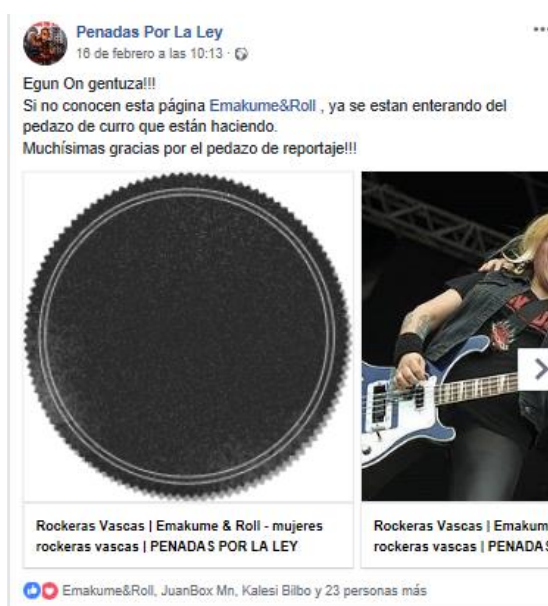 Penadas Por La Ley
16 de febrero a las 10:13 ·
Egun On gentuza!!!
Si no conocen esta página Emakume&Roll , ya se estan enterando del
pedazo de curro que están haciendo.
Muchísimas gracias por el pedazo de reportaje!!!
Rockeras Vascas | Emakume & Roll - mujeres
rockeras vascas | PENADAS POR LA LEY
Rockeras Vascas | Emakum
rockeras vascas | PENADAS
Emakume&Roll, JuanBox Mn, Kalesi Bilbo y 23 personas más